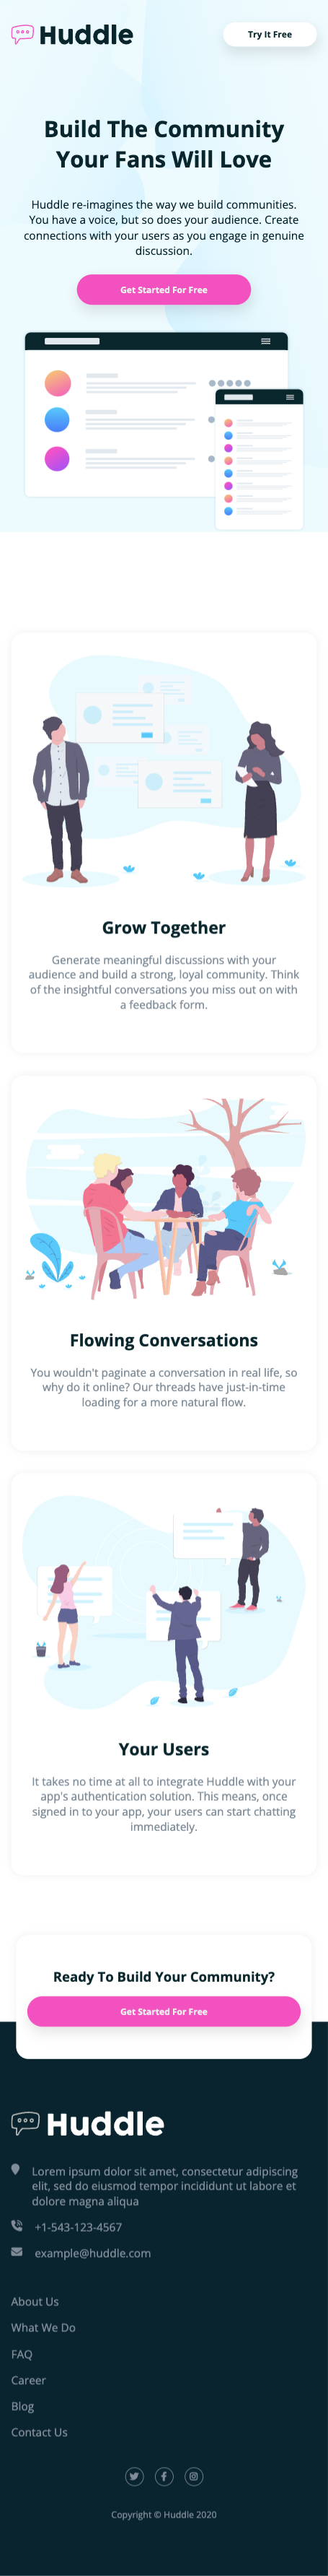 Huddle
Try It Free
Build The Community
Your Fans Will Love
Huddle re-imagines the way we build communities.
You have a voice, but so does your audience. Create
connections with your users as you engage in genuine
discussion.
Get Started For Free
Grow Together
Generate meaningful discussions with your
audience and build a strong, loyal community. Think
of the insightful conversations you miss out on with
a feedback form.
Flowing Conversations
You wouldn't paginate a conversation in real life, so
why do it online? Our threads have just-in-time
loading for a more natural flow.
Your Users
It takes no time at all to integrate Huddle with your
app's authentication solution. This means, once
signed in to your app, your users can start chatting
immediately.
Ready To Build Your Community?
Get Started For Free
Huddle
Lorem ipsum dolor sit amet, consectetur adipiscing
elit, sed do eiusmod tempor incididunt ut labore et
dolore magna aliqua
+1-543-123-4567
example@huddle.com
About Us
What We Do
FAQ
Career
Blog
Contact Us
Copyright © Huddle 2020